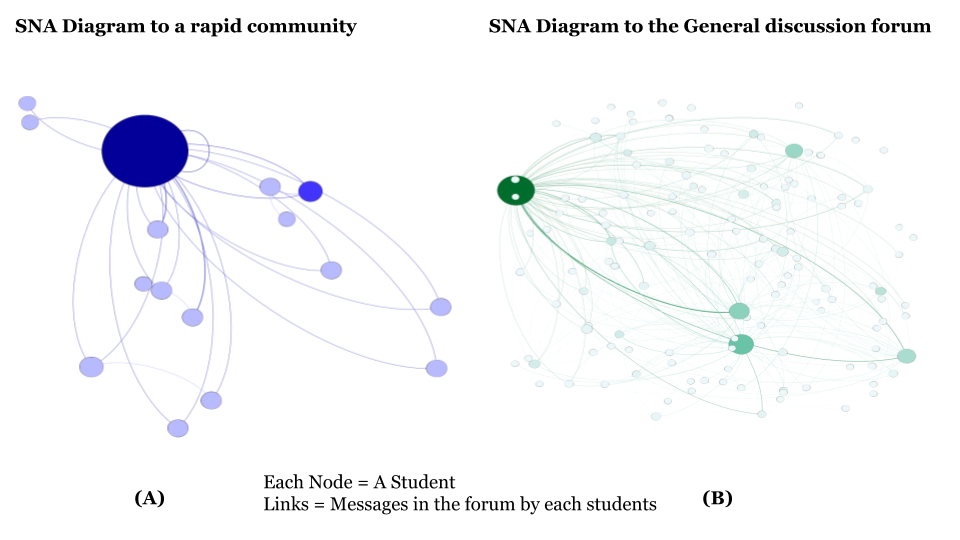 SNA Diagram to a rapid community
SNA Diagram to the General discussion forum
Each Node = A Student
Links = Messages in the forum by each students
(A)
(B)